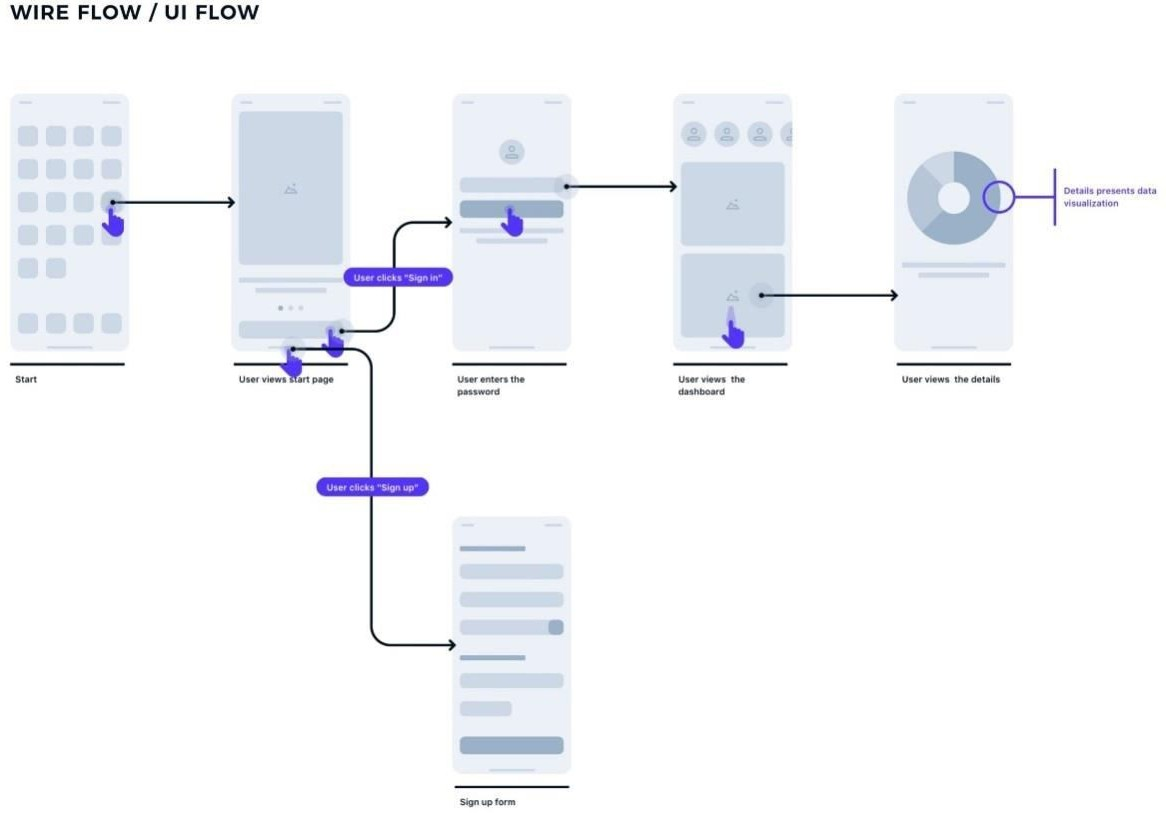 WIRE FLOW / UI FLOW
Details presents data
visualization
User clicks "Sign in"
Start
User views start page
User enters the
password
User views the
dashboard
User views the details
User clicks "Sign up"
Sign up form